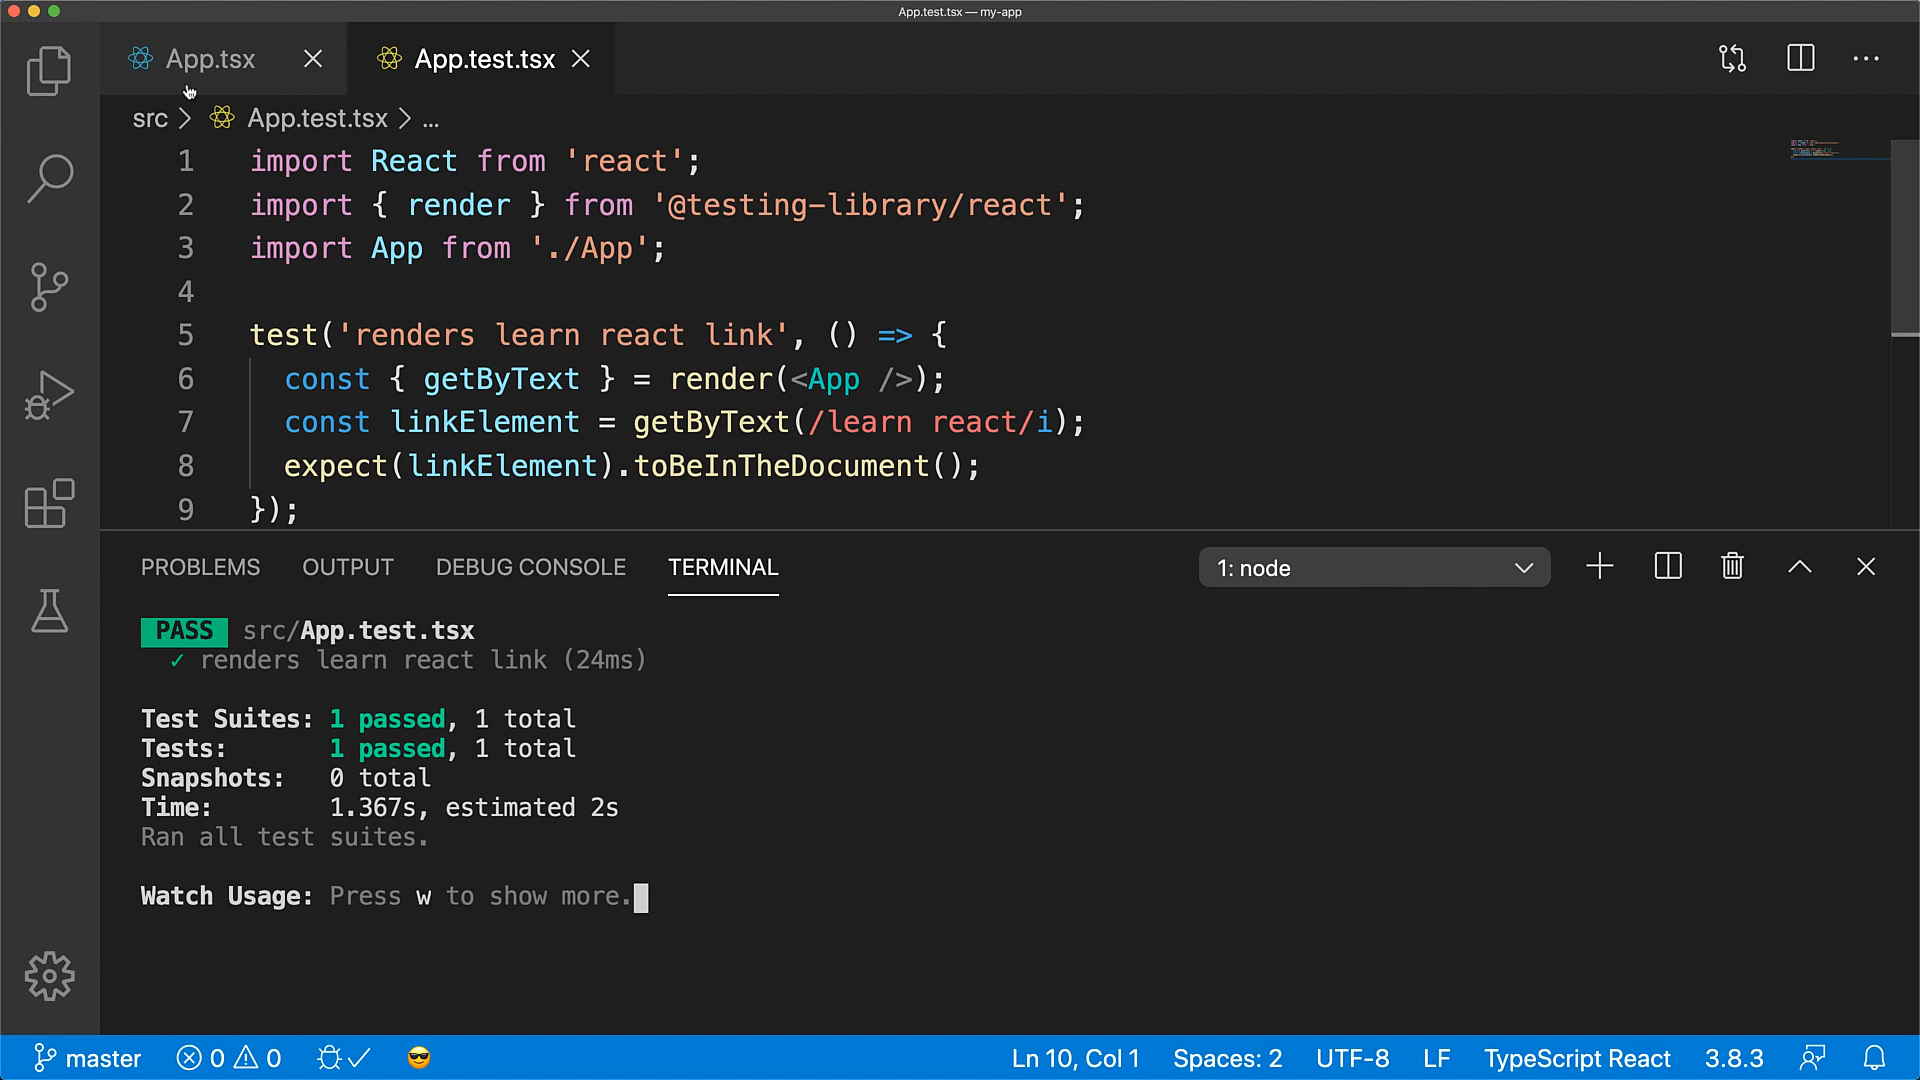 App.test.tsx — my-app
App.tsx
App.test.tsx
src > App.test.tsx > ...
1 import React from 'react';
2 import { render } from '@testing-library/react';
3 import App from './App';
4
5 test('renders learn react link', () => {
6 const { getByText } = render(<App />);
7 const linkElement = getByText(/learn react/i);
8 expect(linkElement).toBeInTheDocument();
9 });
PROBLEMS OUTPUT DEBUG CONSOLE TERMINAL 1: node
PASS src/App.test.tsx
✓ renders learn react link (24ms)
Test Suites: 1 passed, 1 total
Tests: 1 passed, 1 total
Snapshots: 0 total
Time: 1.367s, estimated 2s
Ran all test suites.
Watch Usage: Press w to show more.
master 0 0 Ln 10, Col 1 Spaces: 2 UTF-8 LF TypeScript React 3.8.3